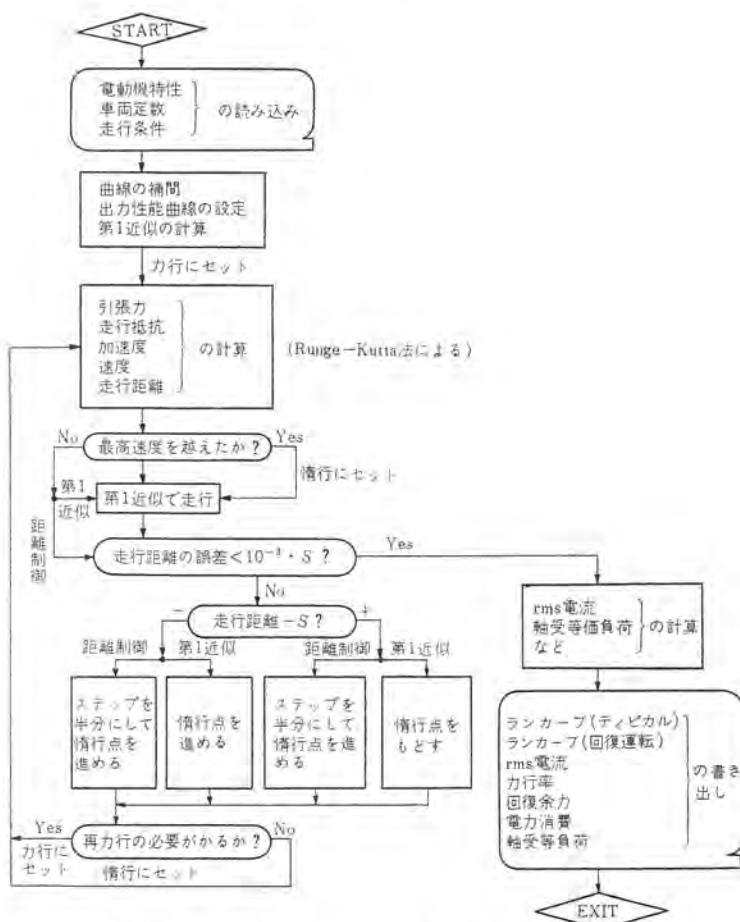 START
電動機特性
車両定数
走行条件
の読み込み
曲線の補間
出力性能曲線の設定
第1近似の計算
力行にセット
引張力
走行抵抗
加速度
速度
走行距離
の計算
(Runge-Kutta法による)
No
最高速度を越えたか?
Yes
惰行にセット
第1
近似
第1近似で走行
距離制御
走行距離の誤差<10⁻³・S?
Yes
No
走行距離-S?
-
+
距離制御
第1近似
距離制御
第1近似
ステップを
半分にして
惰行点を
進める
惰行点を
進める
ステップを
半分にして
惰行点を進
める
惰行点を
もどす
Yes
再力行の必要がかるか?
No
力行に
セット
惰行にセット
rms電流
軸受等価負荷
など
の計算
ランカーブ(ティピカル)
ランカーブ(回復運転)
rms電流
力行率
回復余力
電力消費
軸受等負荷
の書き
出し
EXIT